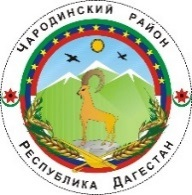 ЧАРОДИНСКИЙ РАЙОН
РЕСПУБЛИКА ДАГЕСТАН